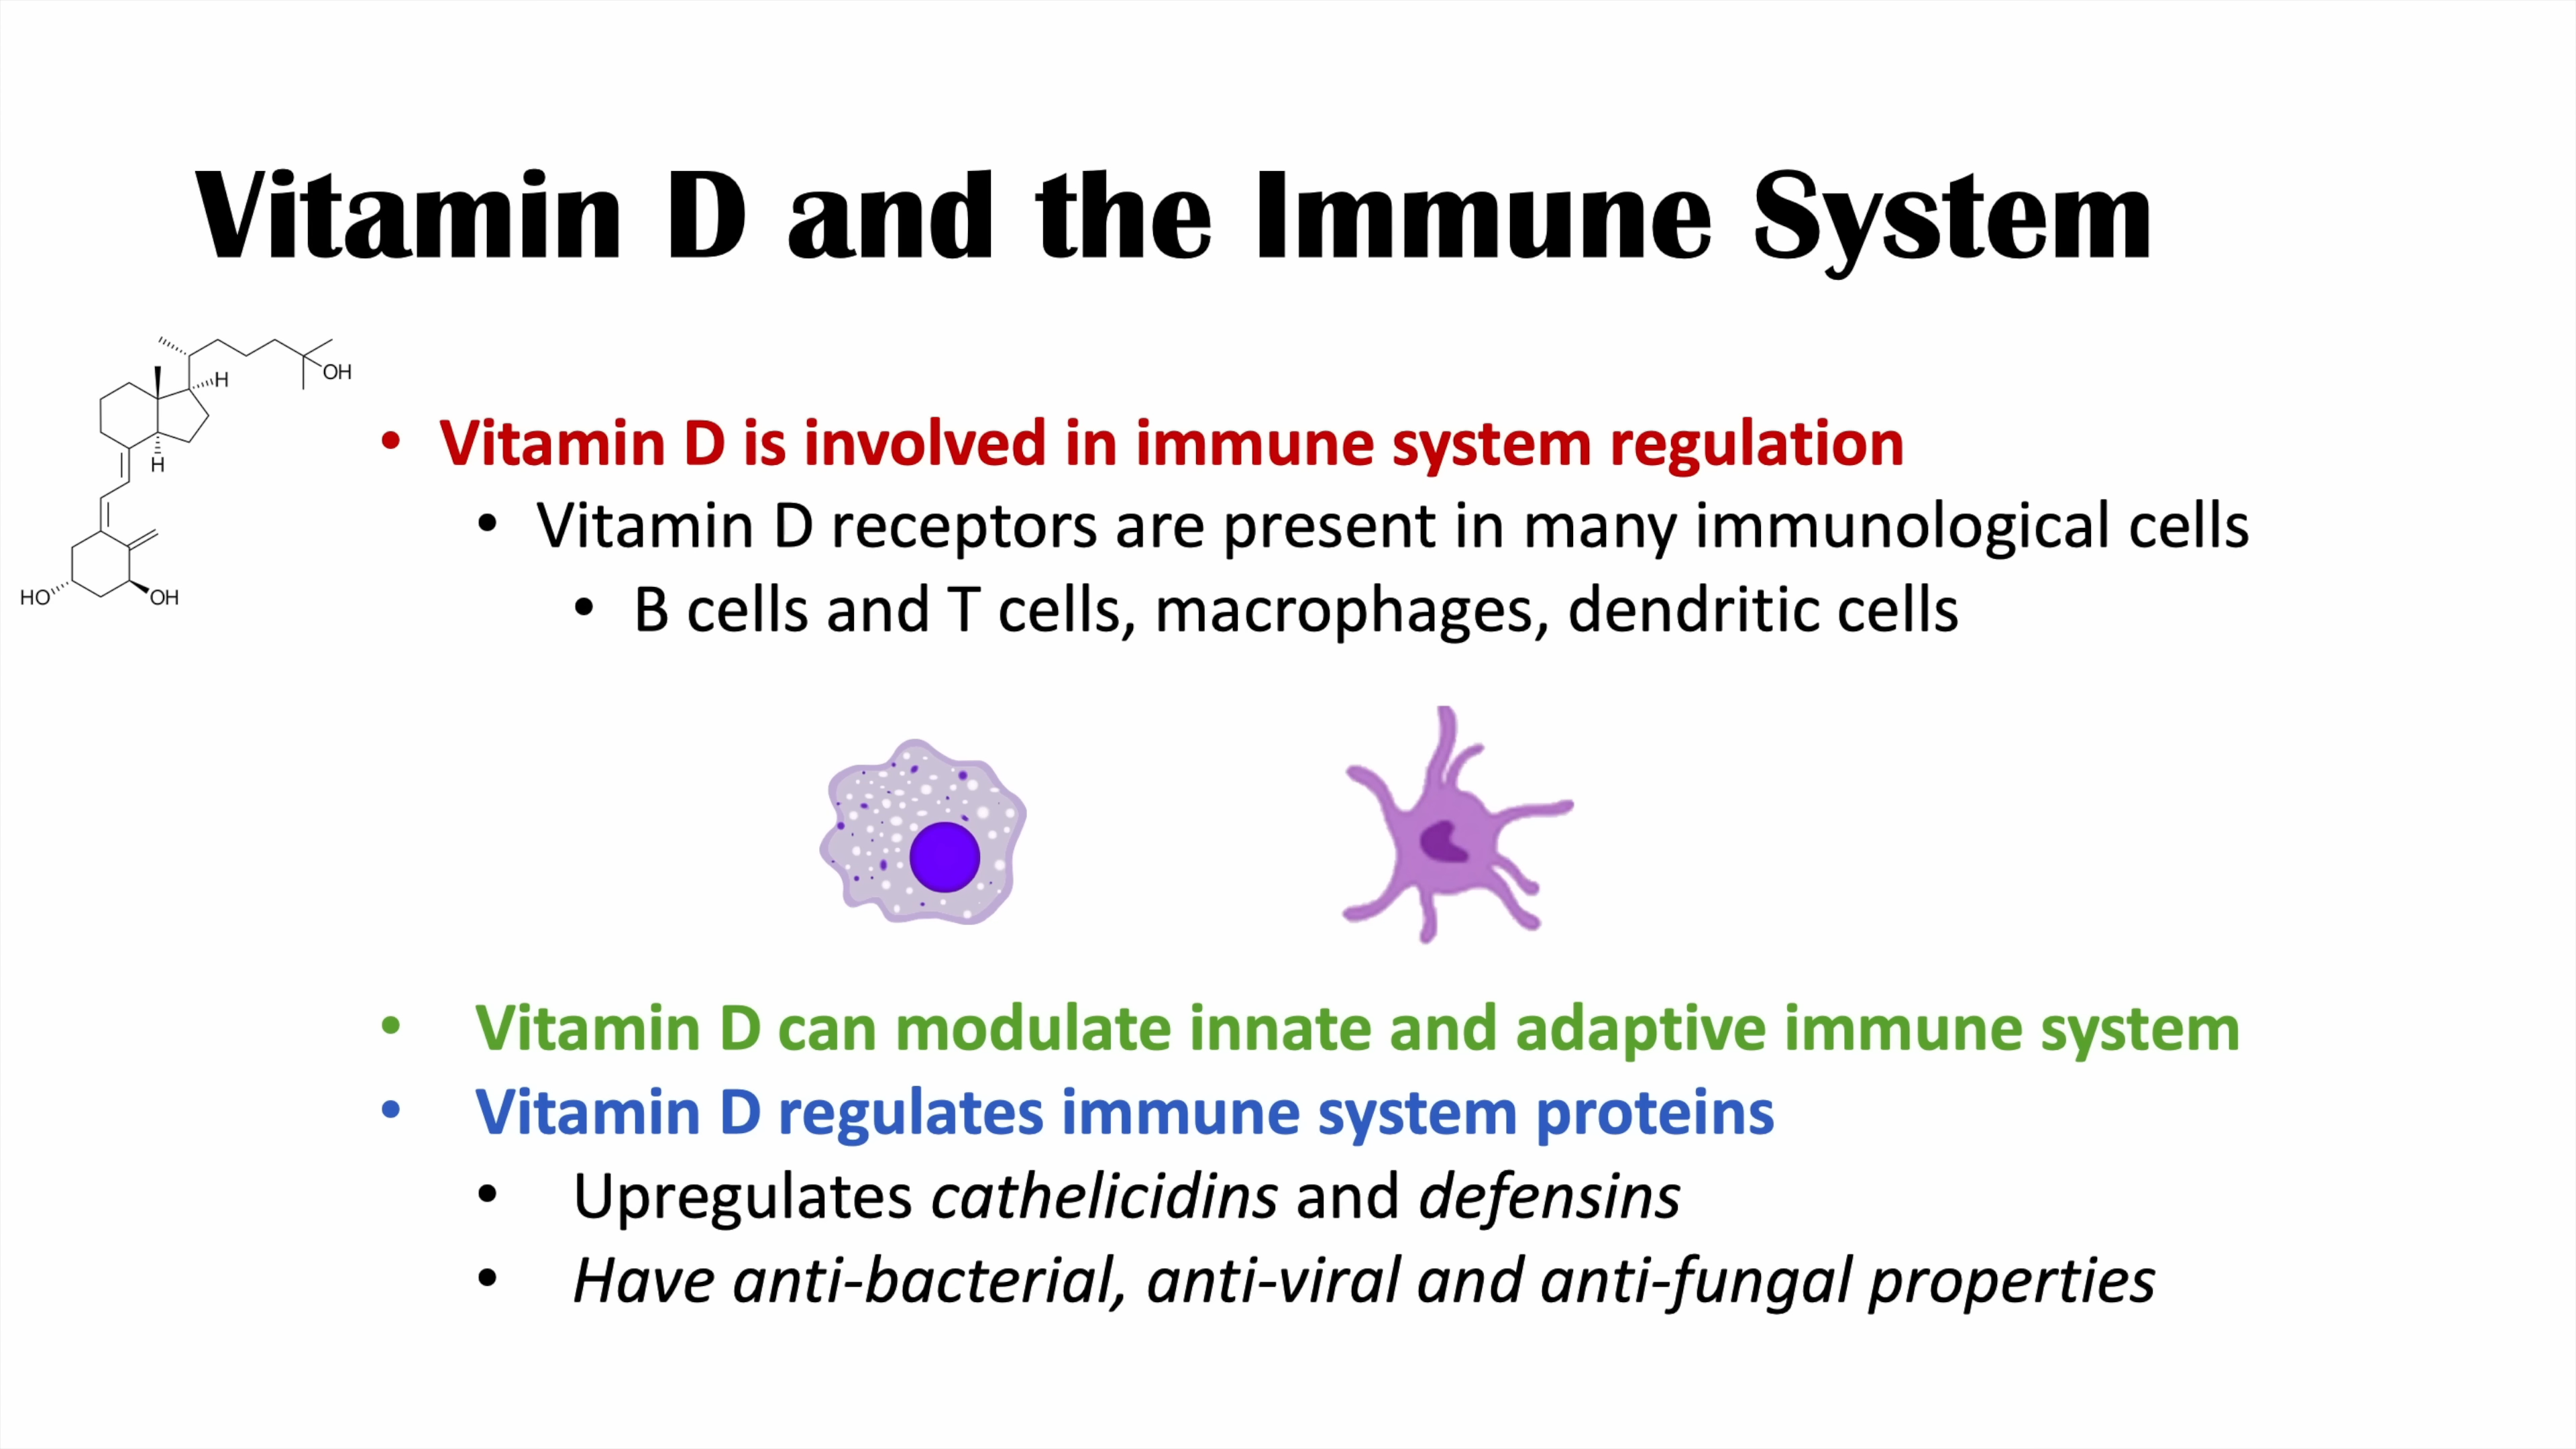 Vitamin D and the Immune System
OH
H
H
HO
OH
• Vitamin D is involved in immune system regulation
• Vitamin D receptors are present in many immunological cells
• B cells and T cells, macrophages, dendritic cells
• Vitamin D can modulate innate and adaptive immune system
• Vitamin D regulates immune system proteins
• Upregulates cathelicidins and defensins
• Have anti-bacterial, anti-viral and anti-fungal properties